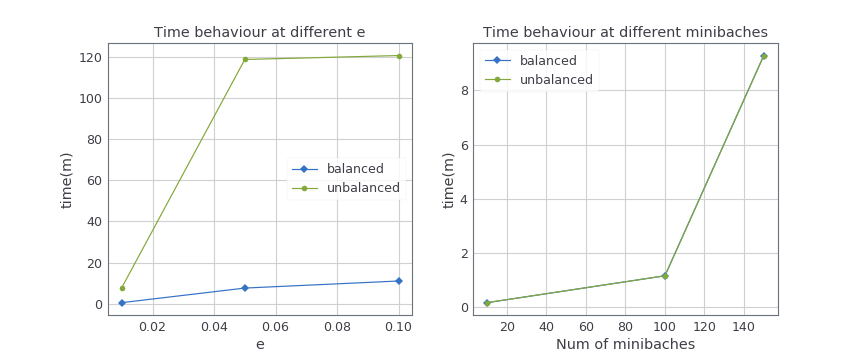 Time behaviour at different e
120
100
80
60
40
20
0
time(m)
balanced
unbalanced
0.02
0.04
0.06
0.08
0.10
e
Time behaviour at different minibaches
balanced
unbalanced
8
6
4
2
0
time(m)
20
40
60
80
100
120
140
Num of minibaches